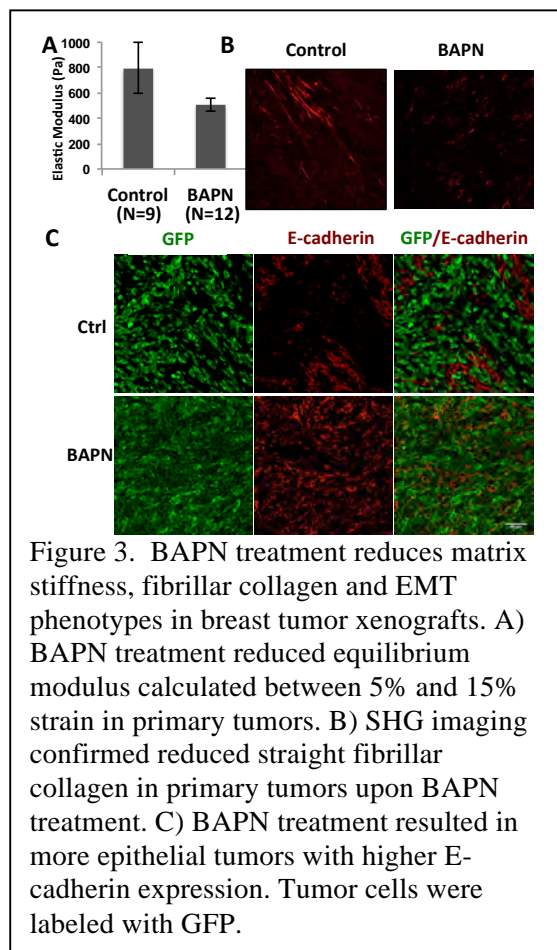 A
Elastic Modulus (Pa)
1000
800
600
400
200
0
Control
(N=9)
BAPN
(N=12)
B
Control
BAPN
C
GFP
E-cadherin
GFP/E-cadherin
Ctrl
BAPN
Figure 3. BAPN treatment reduces matrix
stiffness, fibrillar collagen and EMT
phenotypes in breast tumor xenografts. A)
BAPN treatment reduced equilibrium
modulus calculated between 5% and 15%
strain in primary tumors. B) SHG imaging
confirmed reduced straight fibrillar
collagen in primary tumors upon BAPN
treatment. C) BAPN treatment resulted in
more epithelial tumors with higher E-
cadherin expression. Tumor cells were
labeled with GFP.